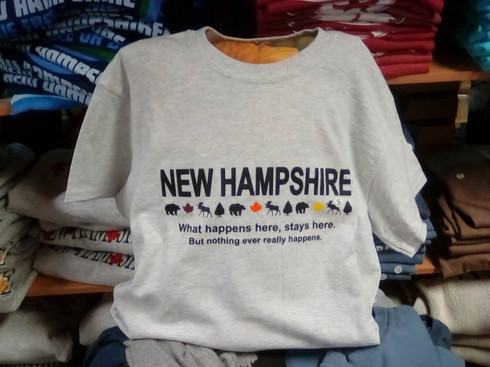 NEW HAMPSHIRE
What happens here, stays here.
But nothing ever really happens.